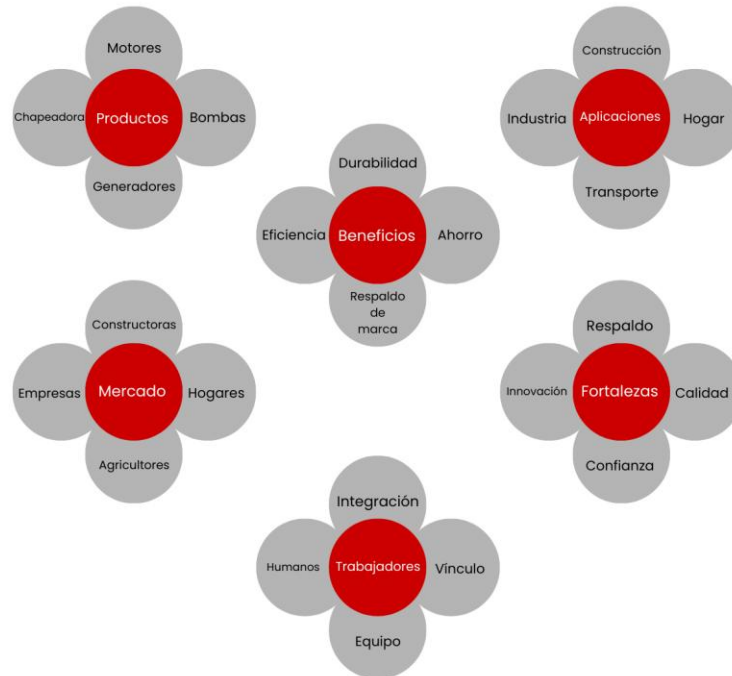 Motores
Chapeadora
Productos
Bombas
Generadores
Construcción
Industria
Aplicaciones
Hogar
Transporte
Durabilidad
Eficiencia
Beneficios
Ahorro
Respaldo
de
marca
Constructoras
Empresas
Mercado
Hogares
Agricultores
Respaldo
Innovación
Fortalezas
Calidad
Confianza
Integración
Humanos
Trabajadores
Vínculo
Equipo